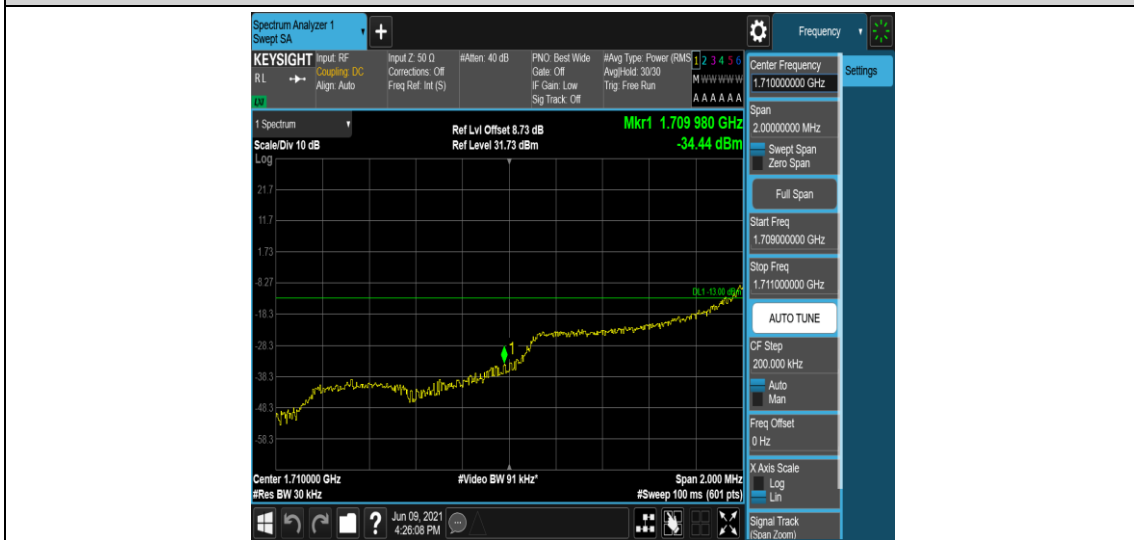 Spectrum Analyzer 1
Swept SA
+
Frequency
KEYSIGHT
RL
Input: RF
Coupling: DC
Align: Auto
Input Z: 50 Ω
Corrections: Off
Freq Ref: Int (S)
#Atten: 40 dB
PNO: Best Wide
Gate: Off
IF Gain: Low
Sig Track: Off
#Avg Type: Power (RMS
Avg|Hold: 30/30
Trig: Free Run
1 2 3 4 5 6
M W W W W W
A A A A A A
1 Spectrum
Scale/Div 10 dB
Log
Ref Lvl Offset 8.73 dB
Ref Level 31.73 dBm
Mkr1 1.709 980 GHz
-34.44 dBm
21.7
11.7
1.73
-8.27
-18.3
-28.3
-38.3
-48.3
-58.3
DL1 -13.00 dBm
1
Center 1.710000 GHz
#Res BW 30 kHz
#Video BW 91 kHz*
Span 2.000 MHz
#Sweep 100 ms (601 pts)
Center Frequency
1.710000000 GHz
Settings
Span
2.00000000 MHz
Swept Span
Zero Span
Full Span
Start Freq
1.709000000 GHz
Stop Freq
1.711000000 GHz
AUTO TUNE
CF Step
200.000 kHz
Auto
Man
Freq Offset
0 Hz
X Axis Scale
Log
Lin
Signal Track
(Span Zoom)
?
Jun 09, 2021
4:26:08 PM